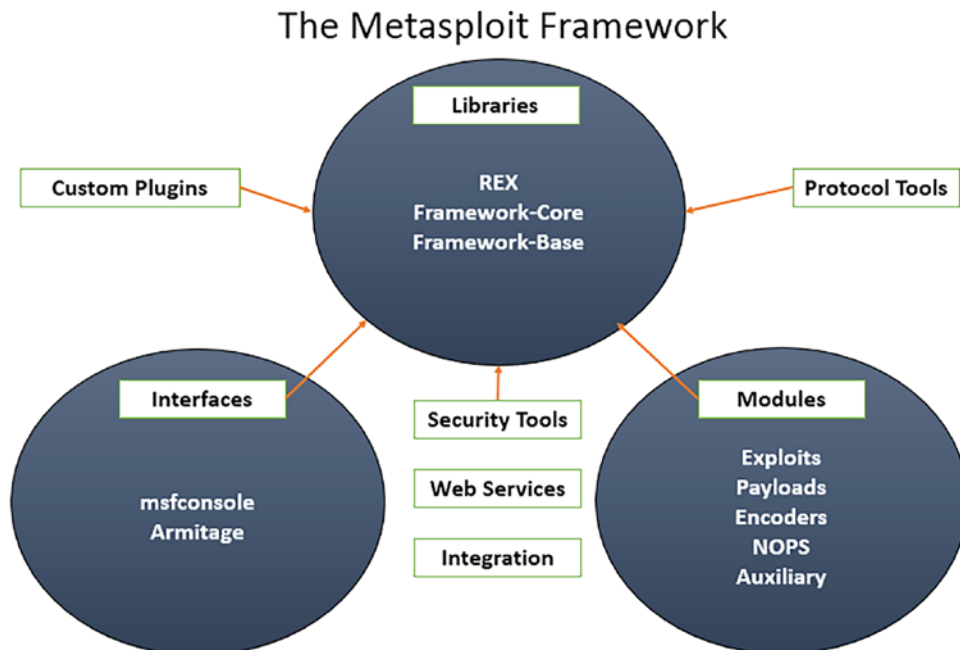 The Metasploit Framework
Libraries
REX
Framework-Core
Framework-Base
Custom Plugins
Protocol Tools
Interfaces
msfconsole
Armitage
Security Tools
Web Services
Integration
Modules
Exploits
Payloads
Encoders
NOPS
Auxiliary